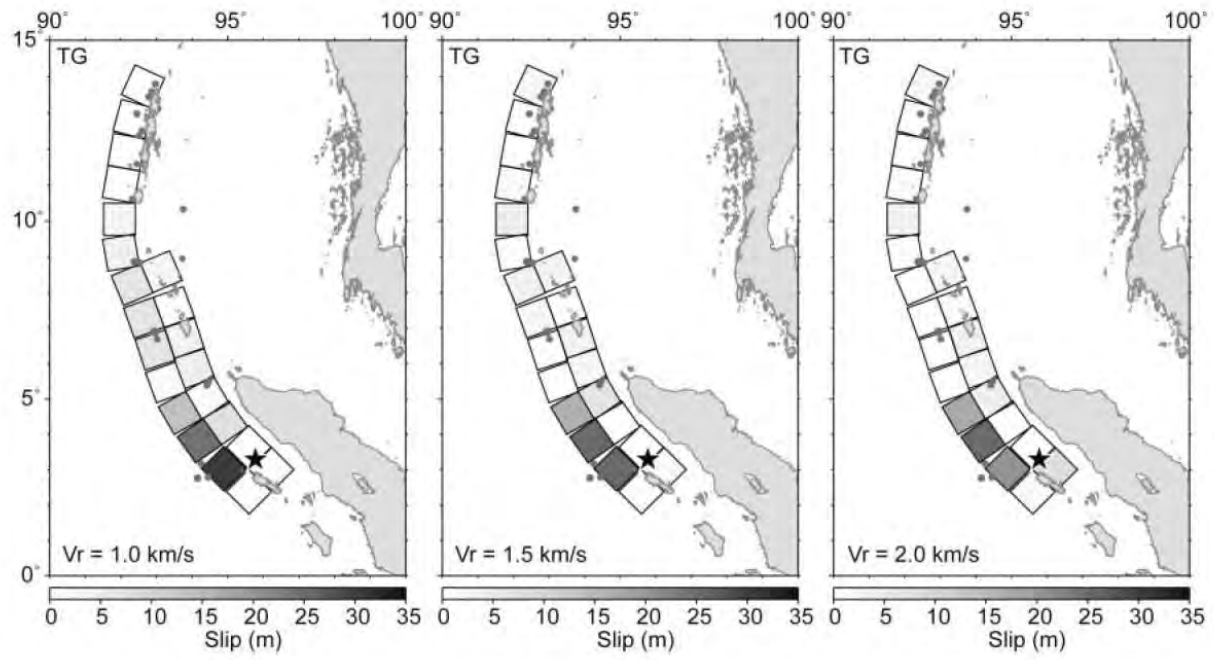 90˚ 95˚ 100˚ 90˚ 95˚ 100˚ 90˚ 95˚ 100˚
15˚
TG TG TG
10˚
5˚
Vr = 1.0 km/s Vr = 1.5 km/s Vr = 2.0 km/s
0˚
0 5 10 15 20 25 30 35 0 5 10 15 20 25 30 35 0 5 10 15 20 25 30 35
Slip (m) Slip (m) Slip (m)